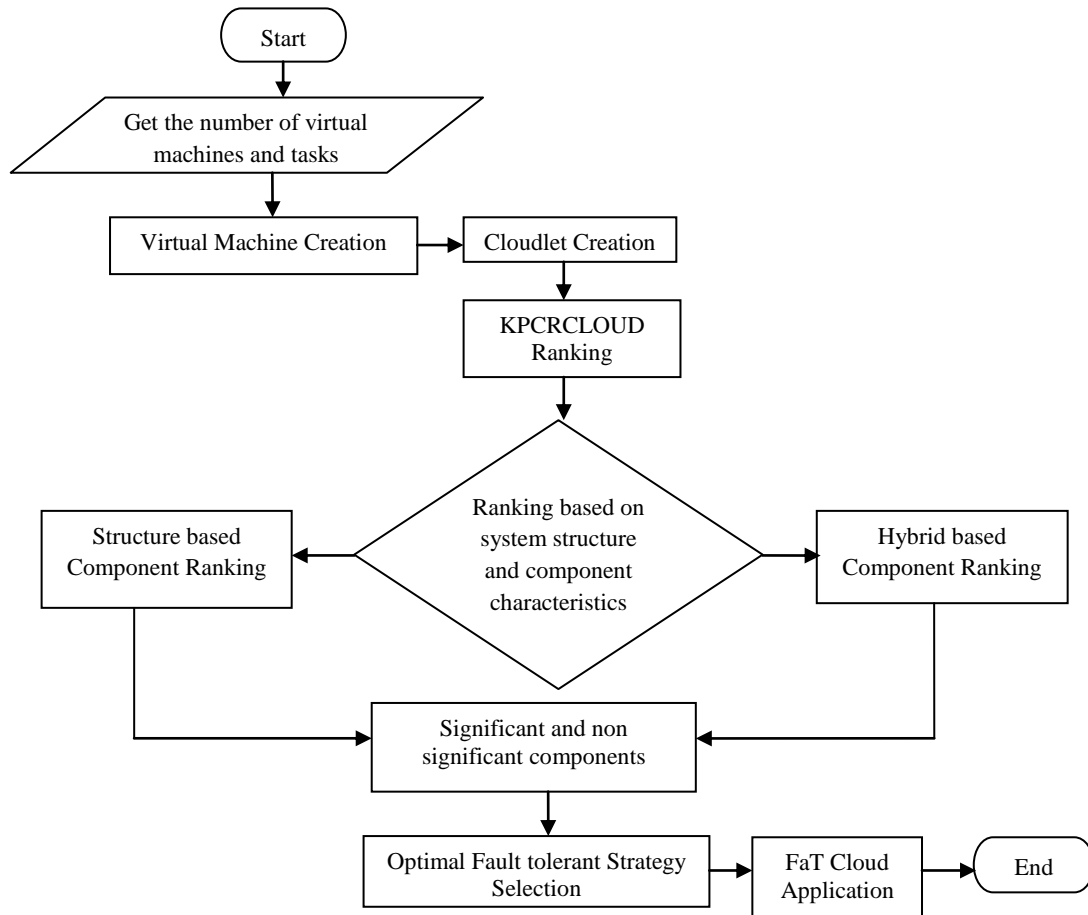 Start
Get the number of virtual
machines and tasks
Virtual Machine Creation
Cloudlet Creation
KPCRCLOUD
Ranking
Ranking based on
system structure
and component
characteristics
Structure based
Component Ranking
Hybrid based
Component Ranking
Significant and non
significant components
Optimal Fault tolerant Strategy
Selection
FaT Cloud
Application
End